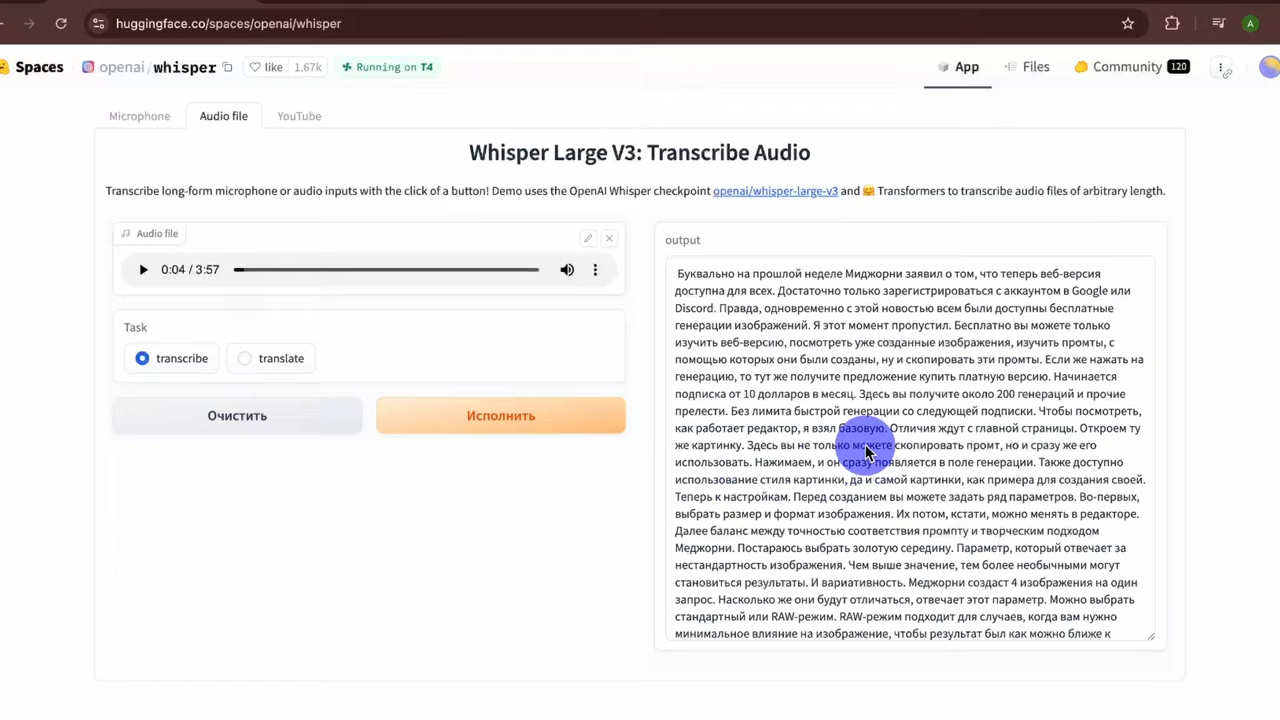 huggingface.co/spaces/openai/whisper
A
Spaces openai/whisper like 1.67k Running on T4 App Files Community 120
Microphone Audio file YouTube
Whisper Large V3: Transcribe Audio
Transcribe long-form microphone or audio inputs with the click of a button! Demo uses the OpenAI Whisper checkpoint openai/whisper-large-v3 and 🤗 Transformers to transcribe audio files of arbitrary length.
Audio file
0:04 / 3:57
Task
transcribe translate
Очистить Исполнить
output
Буквально на прошлой неделе Миджорни заявил о том, что теперь веб-версия
доступна для всех. Достаточно только зарегистрироваться с аккаунтом в Google или
Discord. Правда, одновременно с этой новостью всем были доступны бесплатные
генерации изображений. Я этот момент пропустил. Бесплатно вы можете только
изучить веб-версию, посмотреть уже созданные изображения, изучить промты, с
помощью которых они были созданы, ну и скопировать эти промты. Если же нажать на
генерацию, то тут же получите предложение купить платную версию. Начинается
подписка от 10 долларов в месяц. Здесь вы получите около 200 генераций и прочие
прелести. Без лимита быстрой генерации со следующей подписки. Чтобы посмотреть,
как работает редактор, я взял базовую. Отличия ждут с главной страницы. Откроем ту
же картинку. Здесь вы не только можете скопировать промт, но и сразу же его
использовать. Нажимаем, и он сразу появляется в поле генерации. Также доступно
использование стиля картинки, да и самой картинки, как примера для создания своей.
Теперь к настройкам. Перед созданием вы можете задать ряд параметров. Во-первых,
выбрать размер и формат изображения. Их потом, кстати, можно менять в редакторе.
Далее баланс между точностью соответствия промпту и творческим подходом
Меджорни. Постараюсь выбрать золотую середину. Параметр, который отвечает за
нестандартность изображения. Чем выше значение, тем более необычными могут
становиться результаты. И вариативность. Меджорни создаст 4 изображения на один
запрос. Насколько же они будут отличаться, отвечает этот параметр. Можно выбрать
стандартный или RAW-режим. RAW-режим подходит для случаев, когда вам нужно
минимальное влияние на изображение, чтобы результат был как можно ближе к